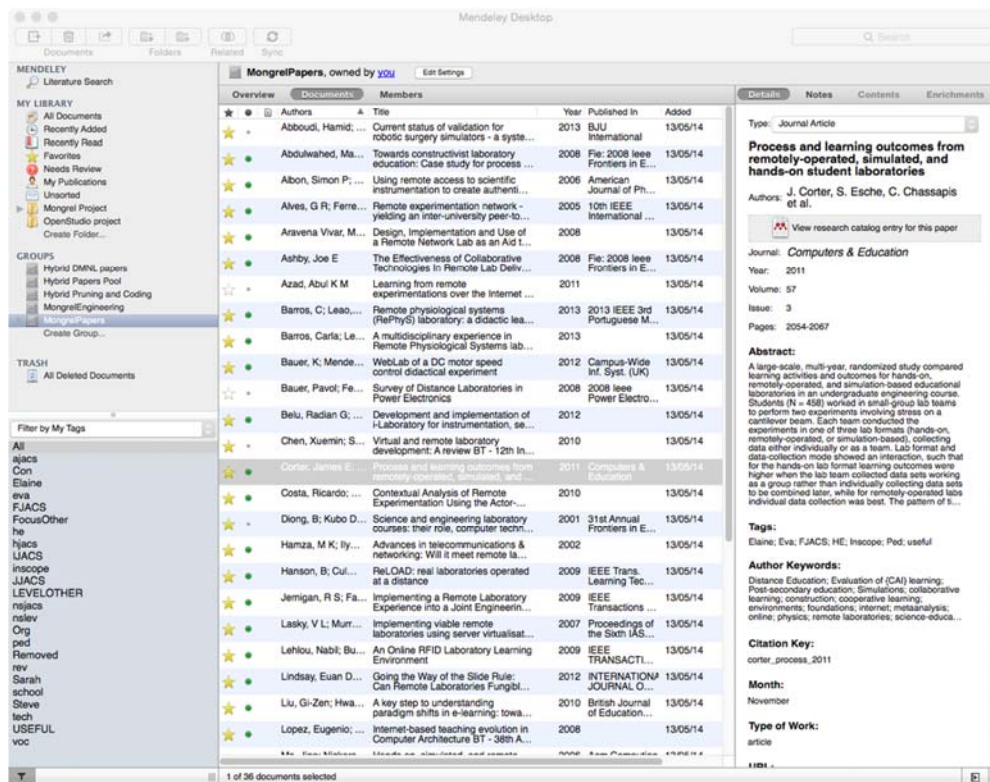 Mendeley Desktop
Documents
Folders
Related
Sync
Search
MENDELEY
Literature Search
MY LIBRARY
All Documents
Recently Added
Recently Read
Favorites
Needs Review
My Publications
Unsorted
Mongrel Project
OpenStudio project
Create Folder...
GROUPS
Hybrid DMNL papers
Hybrid Papers Pool
Hybrid Pruning and Coding
MongrelEngineering
MongrelPapers
Create Group...
TRASH
All Deleted Documents
Filter by My Tags
All
ajacs
Con
Elaine
eva
FJACS
FocusOther
he
hjacs
IJACS
inscope
JJACS
LEVELOTHER
nsjacs
nslev
Org
ped
Removed
rev
Sarah
school
Steve
tech
USEFUL
voc
MongrelPapers, owned by you Edit Settings
Overview Documents Members
Authors Title Year Published In Added
Abboudi, Hamid; ... Current status of validation for 2013 BJU 13/05/14
robotic surgery simulators - a syste... International
Abdulwahed, Ma... Towards constructivist laboratory 2008 Fie: 2008 Ieee 13/05/14
education: Case study for process ... Frontiers in E...
Albon, Simon P; ... Using remote access to scientific 2006 American 13/05/14
instrumentation to create authenti... Journal of Ph...
Alves, G R; Ferre... Remote experimentation network - 2005 10th IEEE 13/05/14
yielding an inter-university peer-to... International ...
Aravena Vivar, M... Design, Implementation and Use of 2008 13/05/14
a Remote Network Lab as an Aid t...
Ashby, Joe E The Effectiveness of Collaborative 2008 Fie: 2008 Ieee 13/05/14
Technologies In Remote Lab Deliv... Frontiers in E...
Azad, Abul K M Learning from remote 2011 13/05/14
experimentations over the Internet ...
Barros, C; Leao,... Remote physiological systems 2013 2013 IEEE 3rd 13/05/14
(RePhyS) laboratory: a didactic lea... Portuguese M...
Barros, Carla; Le... A multidisciplinary experience in 2013 13/05/14
Remote Physiological Systems lab...
Bauer, K; Mende... WebLab of a DC motor speed 2012 Campus-Wide 13/05/14
control didactical experiment Inf. Syst. (UK)
Bauer, Pavol; Fe... Survey of Distance Laboratories in 2008 2008 Ieee 13/05/14
Power Electronics Power Electro...
Belu, Radian G; ... Development and implementation of 2012 13/05/14
i-Laboratory for instrumentation, se...
Chen, Xuemin; S... Virtual and remote laboratory 2010 13/05/14
development: A review BT - 12th In...
Corter, James E. ... Process and learning outcomes from 2011 Computers & 13/05/14
remotely-operated, simulated, and ... Education
Costa, Ricardo; ... Contextual Analysis of Remote 2010 13/05/14
Experimentation Using the Actor-...
Diong, B; Kubo D... Science and engineering laboratory 2001 31st Annual 13/05/14
courses: their role, computer techn... Frontiers in E...
Hamza, M K; Ily... Advances in telecommunications & 2002 13/05/14
networking: Will it meet remote la...
Hanson, B; Cul... ReLOAD: real laboratories operated 2009 IEEE Trans. 13/05/14
at a distance Learning Tec...
Jernigan, R S; Fa... Implementing a Remote Laboratory 2009 IEEE 13/05/14
Experience into a Joint Engineerin... Transactions ...
Lasky, V L; Murr... Implementing viable remote 2007 Proceedings of 13/05/14
laboratories using server virtualisat... the Sixth IAS...
Lehlou, Nabil; Bu... An Online RFID Laboratory Learning 2009 IEEE 13/05/14
Environment TRANSACTI...
Lindsay, Euan D... Going the Way of the Slide Rule: 2012 INTERNATIONA 13/05/14
Can Remote Laboratories Fungibl... JOURNAL O...
Liu, Gi-Zen; Hwa... A key step to understanding 2010 British Journal 13/05/14
paradigm shifts in e-learning: towa... of Education...
Lopez, Eugenio; ... Internet-based teaching evolution in 2008 13/05/14
Computer Architecture BT - 38th A...
1 of 36 documents selected
Details Notes Contents Enrichments
Type: Journal Article
Process and learning outcomes from
remotely-operated, simulated, and
hands-on student laboratories
Authors: J. Corter, S. Esche, C. Chassapis
et al.
View research catalog entry for this paper
Journal: Computers & Education
Year: 2011
Volume: 57
Issue: 3
Pages: 2054-2067
Abstract:
A large-scale, multi-year, randomized study compared
learning activities and outcomes for hands-on,
remotely-operated, and simulation-based educational
laboratories in an undergraduate engineering course.
Students (N = 458) worked in small-group lab teams
to perform two experiments involving stress on a
cantilever beam. Each team conducted the
experiments in one of three lab formats (hands-on,
remotely-operated, or simulation-based), collecting
data either individually or as a team. Lab format and
data-collection mode showed an interaction, such that
for the hands-on lab format learning outcomes were
higher when the lab team collected data sets working
as a group rather than individually collecting data sets
to be combined later, while for remotely-operated labs
individual data collection was best. The pattern of ti...
Tags:
Elaine; Eva; FJACS; HE; Inscope; Ped; useful
Author Keywords:
Distance Education; Evaluation of {CAI} learning;
Post-secondary education; Simulations; collaborative
learning; construction; cooperative learning;
environments; foundations; internet; metaanalysis;
online; physics; remote laboratories; science-educa...
Citation Key:
corter_process_2011
Month:
November
Type of Work:
article